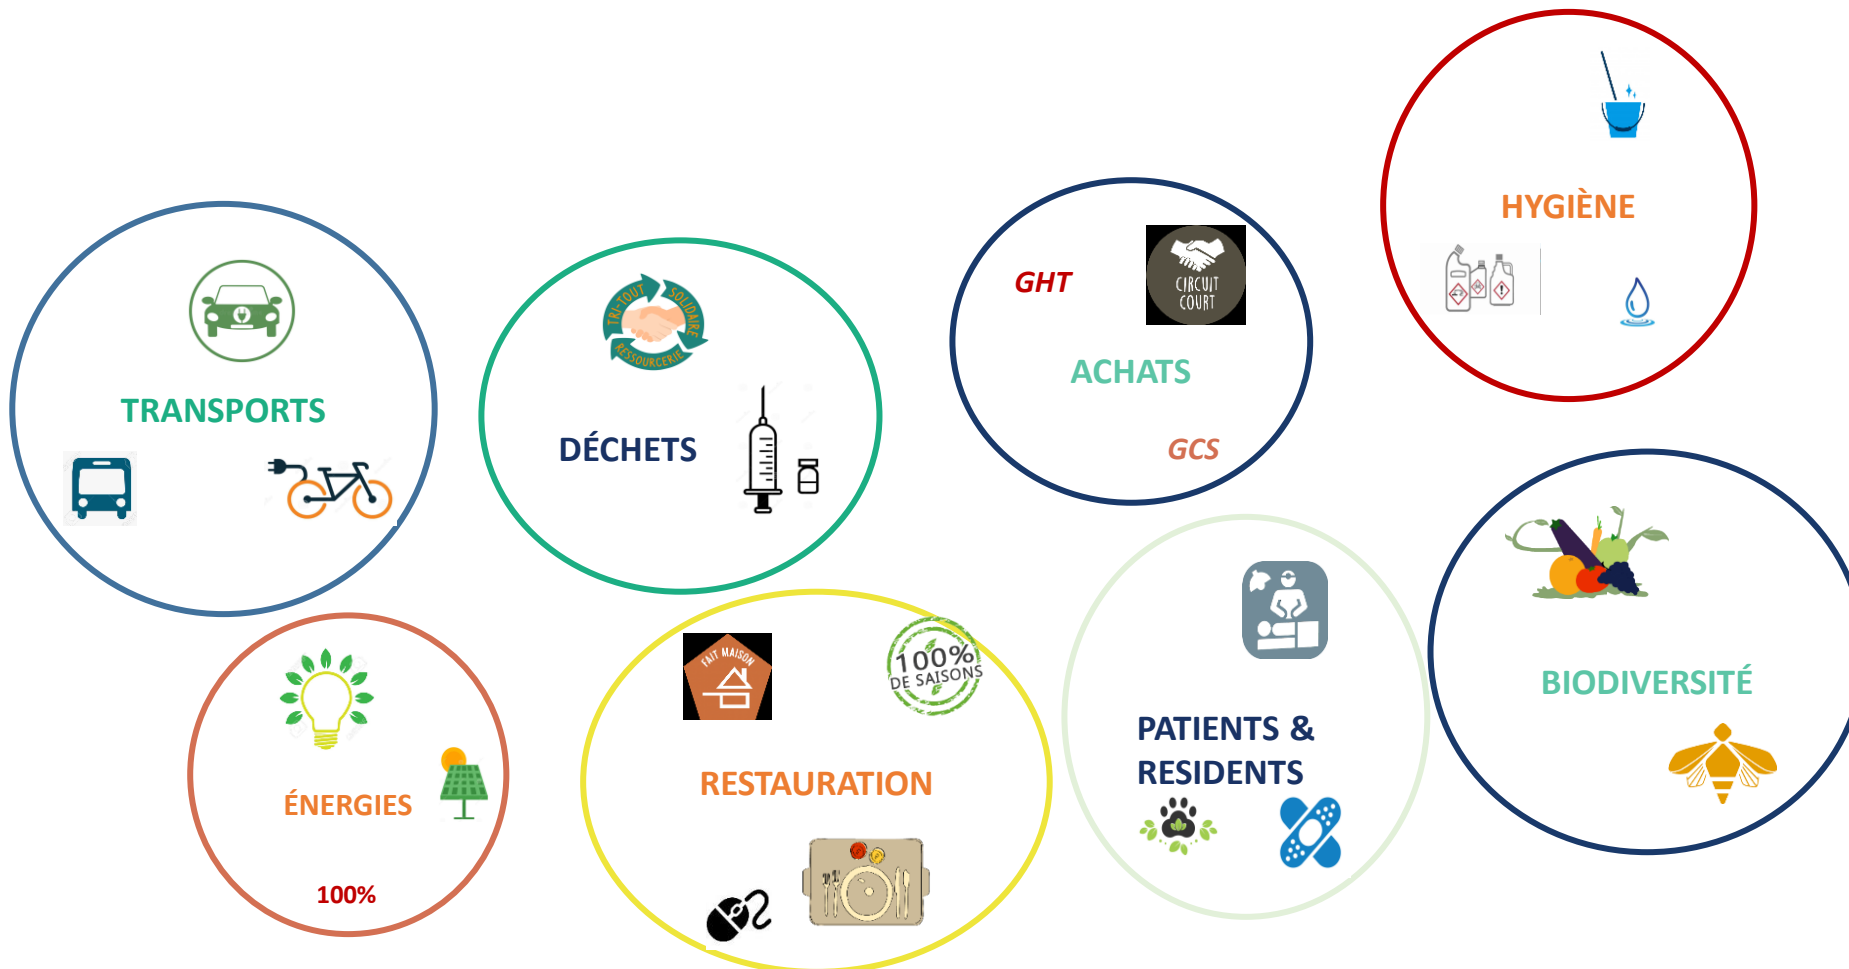 HYGIÈNE
GHT
CIRCUIT
COURT
ACHATS
GCS
TRI-TOUT
SOLIDAIRE
RESSOURCERIE
TRANSPORTS
DÉCHETS
FAIT MAISON
100%
DE SAISONS
ÉNERGIES
100%
RESTAURATION
PATIENTS &
RESIDENTS
BIODIVERSITÉ